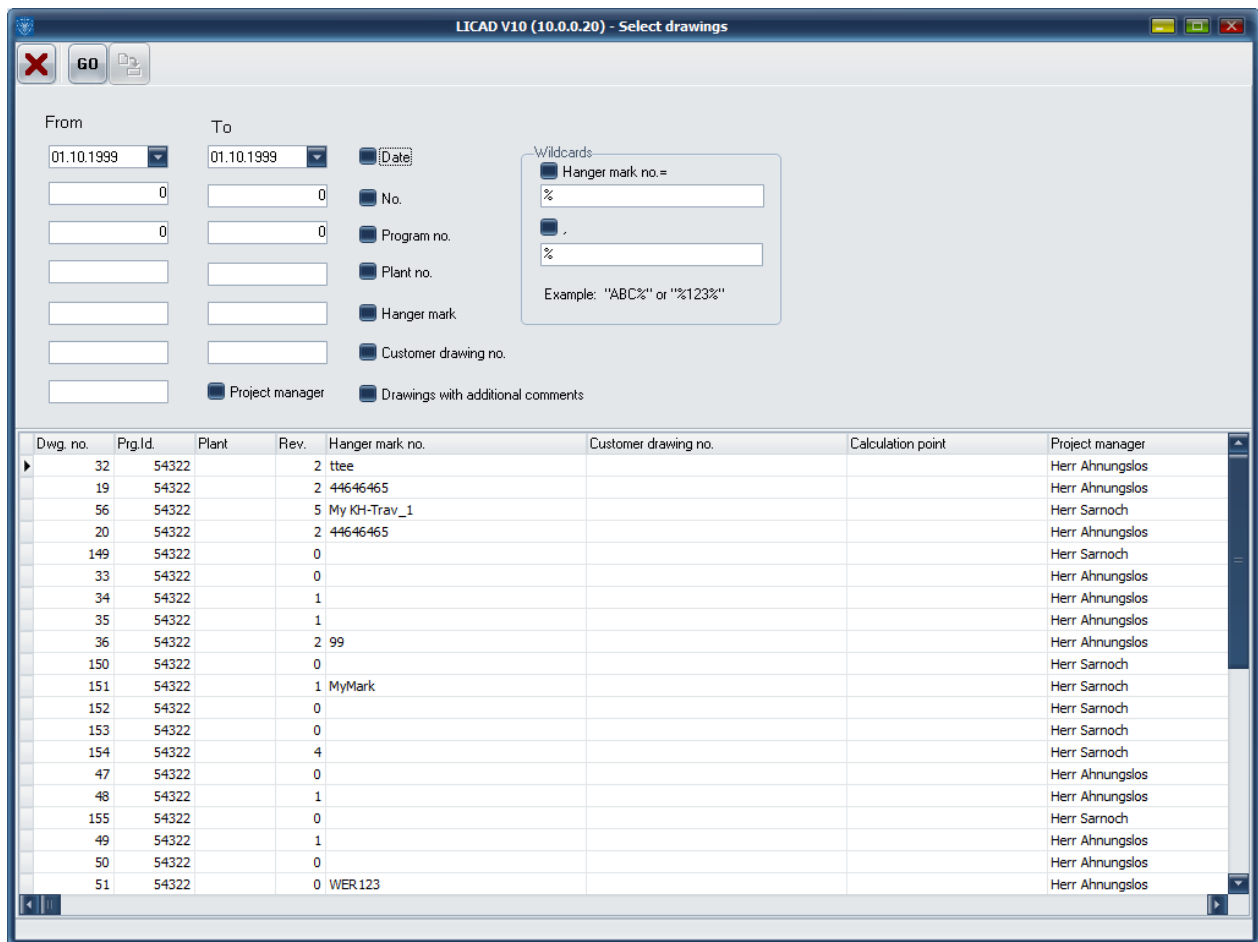 LICAD V10 (10.0.0.20) - Select drawings
GO
From To
01.10.1999 01.10.1999 Date
0 0 No.
0 0 Program no.
Plant no.
Hanger mark
Customer drawing no.
Project manager Drawings with additional comments
Wildcards
Hanger mark no.=
%
,
%
Example: "ABC%" or "%123%"
Dwg. no. Prg.Id. Plant Rev. Hanger mark no. Customer drawing no. Calculation point Project manager
32 54322 2 ttee Herr Ahnungslos
19 54322 2 44646465 Herr Ahnungslos
56 54322 5 My KH-Trav_1 Herr Sarnoch
20 54322 2 44646465 Herr Ahnungslos
149 54322 0 Herr Sarnoch
33 54322 0 Herr Ahnungslos
34 54322 1 Herr Ahnungslos
35 54322 1 Herr Ahnungslos
36 54322 2 99 Herr Ahnungslos
150 54322 0 Herr Sarnoch
151 54322 1 MyMark Herr Sarnoch
152 54322 0 Herr Sarnoch
153 54322 0 Herr Sarnoch
154 54322 4 Herr Sarnoch
47 54322 0 Herr Ahnungslos
48 54322 1 Herr Ahnungslos
155 54322 0 Herr Sarnoch
49 54322 1 Herr Ahnungslos
50 54322 0 Herr Ahnungslos
51 54322 0 WER123 Herr Ahnungslos